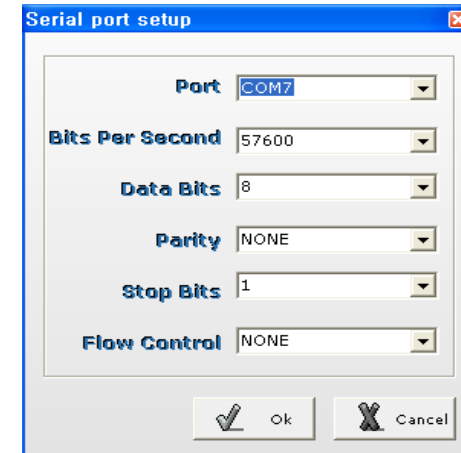 Serial port setup
Port COM7
Bits Per Second 57600
Data Bits 8
Parity NONE
Stop Bits 1
Flow Control NONE
Ok Cancel